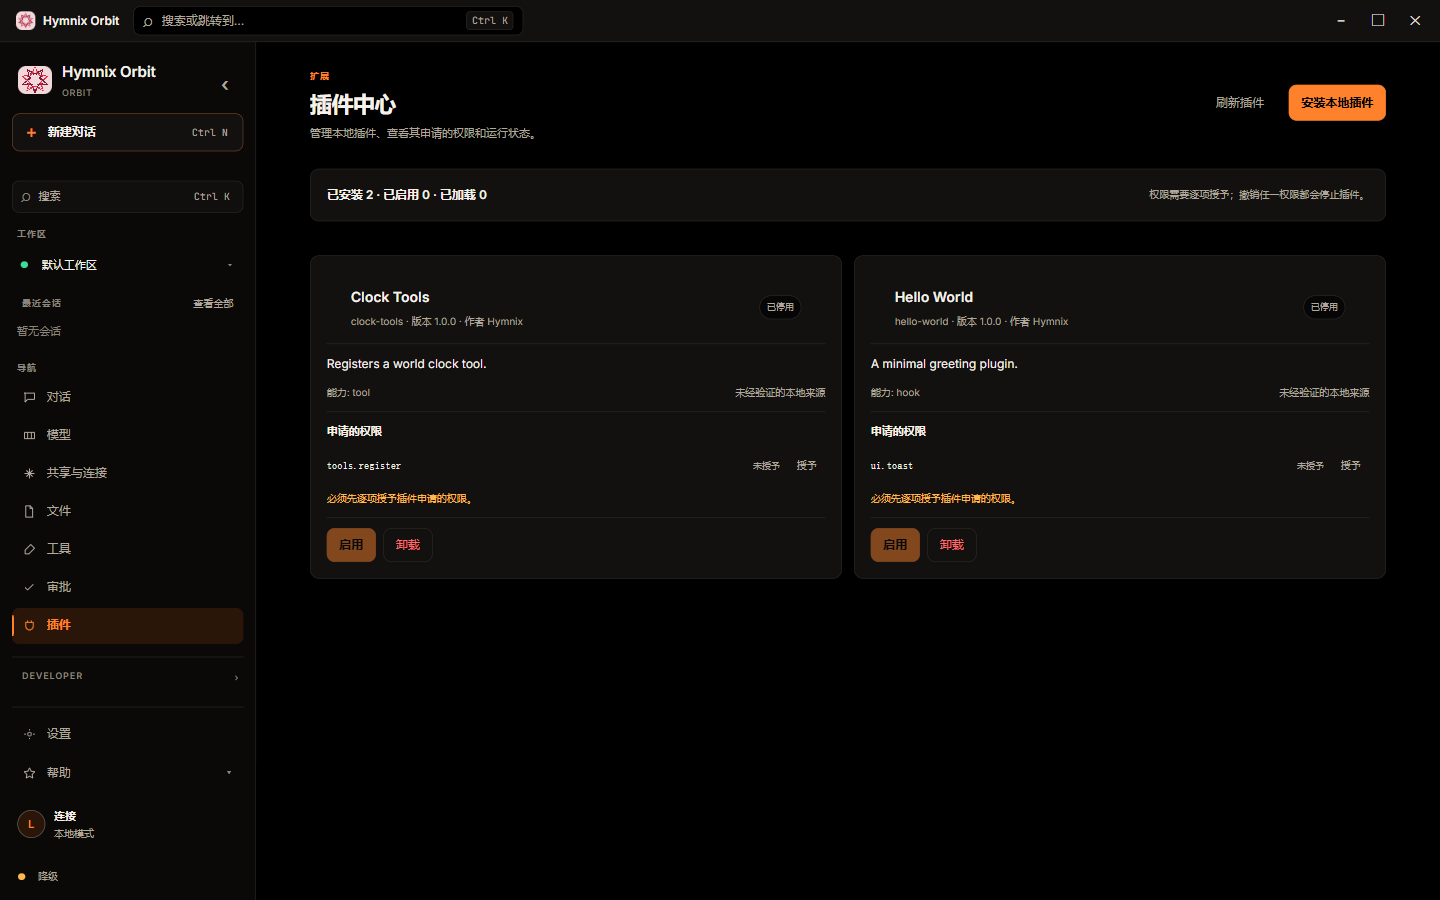 Hymnix Orbit
搜索或跳转到...
Ctrl K
Hymnix Orbit
ORBIT
新建对话
Ctrl N
搜索
Ctrl K
工作区
默认工作区
最近会话
查看全部
暂无会话
导航
对话
模型
共享与连接
文件
工具
审批
插件
DEVELOPER
设置
帮助
L
连接
本地模式
降级
扩展
插件中心
管理本地插件、查看其申请的权限和运行状态。
刷新插件
安装本地插件
已安装 2 · 已启用 0 · 已加载 0
权限需要逐项授予；撤销任一权限都会停止插件。
Clock Tools
clock-tools · 版本 1.0.0 · 作者 Hymnix
已停用
Registers a world clock tool.
能力: tool
未经验证的本地来源
申请的权限
tools.register
未授予
授予
必须先逐项授予插件申请的权限。
启用
卸载
Hello World
hello-world · 版本 1.0.0 · 作者 Hymnix
已停用
A minimal greeting plugin.
能力: hook
未经验证的本地来源
申请的权限
ui.toast
未授予
授予
必须先逐项授予插件申请的权限。
启用
卸载